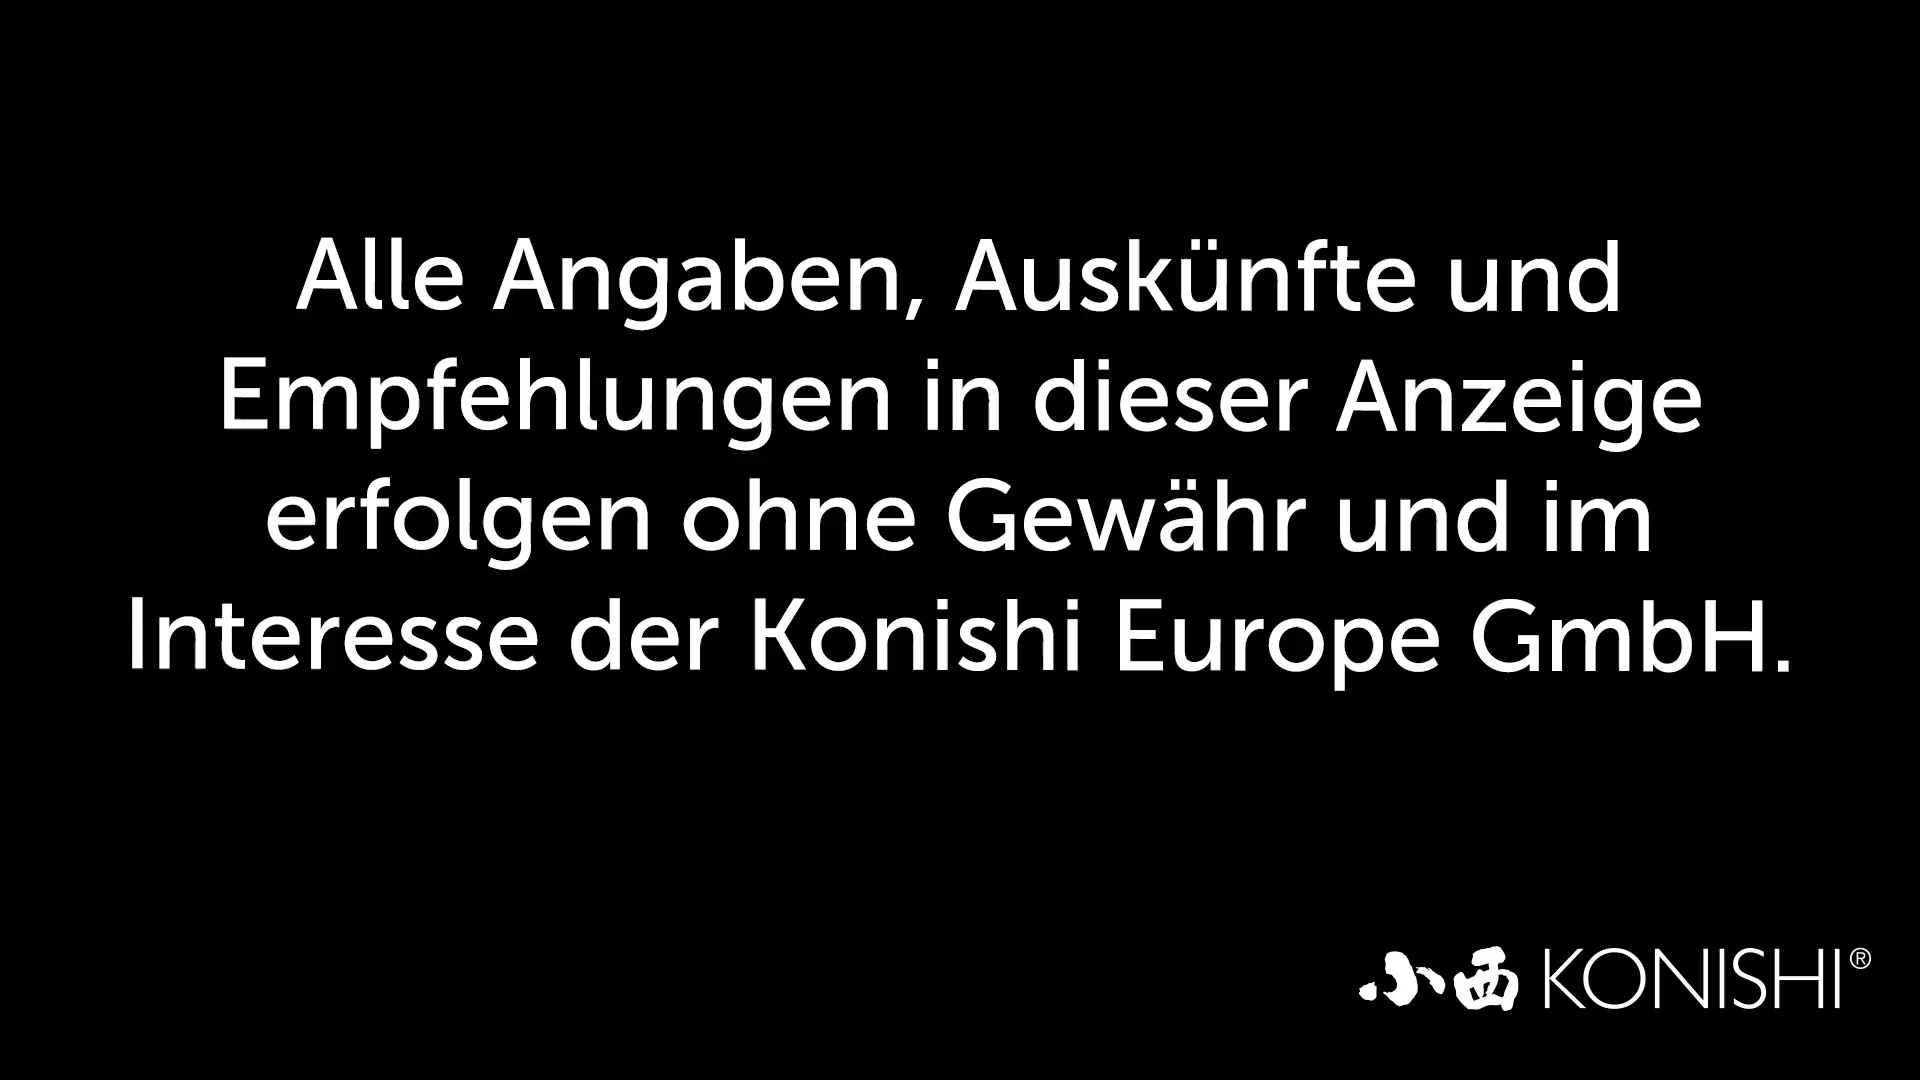 Alle Angaben, Auskünfte und
Empfehlungen in dieser Anzeige
erfolgen ohne Gewähr und im
Interesse der Konishi Europe GmbH.
小西 KONISHI®